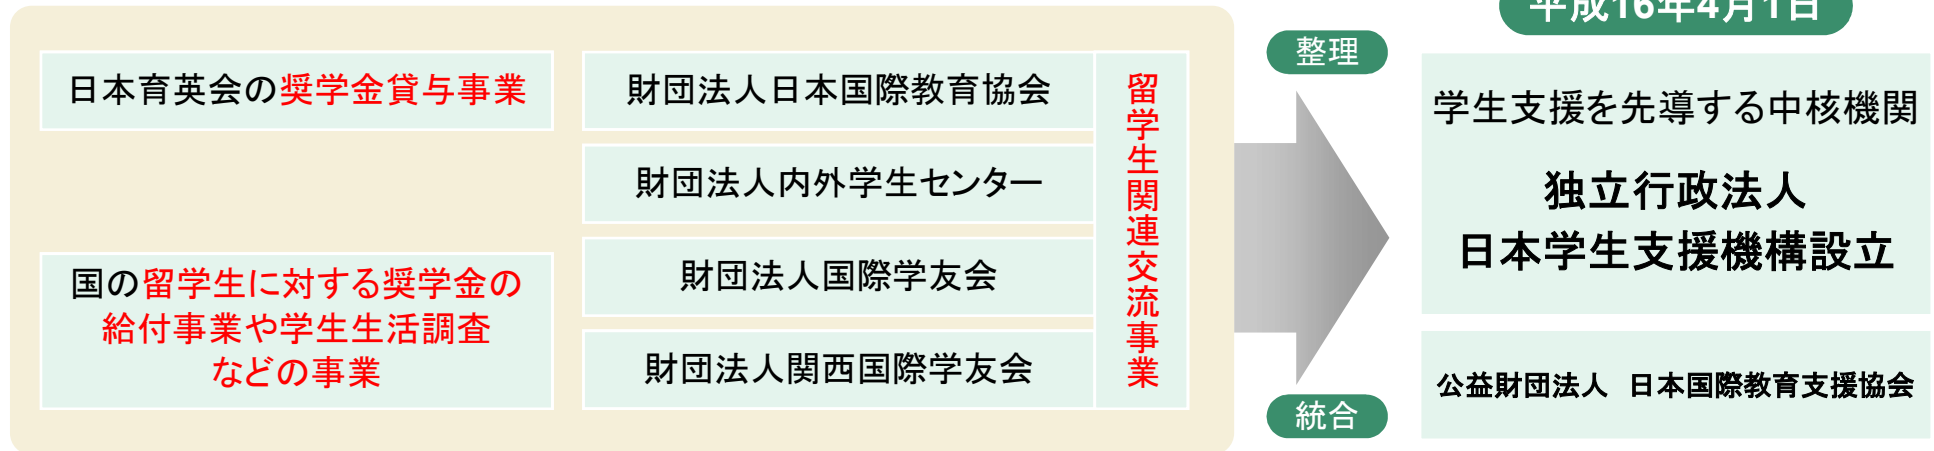 日本育英会の奨学金貸与事業
国の留学生に対する奨学金の
給付事業や学生生活調査
などの事業
財団法人日本国際教育協会
財団法人内外学生センター
財団法人国際学友会
財団法人関西国際学友会
留学生関連交流事業
整理
統合
平成16年4月1日
学生支援を先導する中核機関
独立行政法人
日本学生支援機構設立
公益財団法人　日本国際教育支援協会